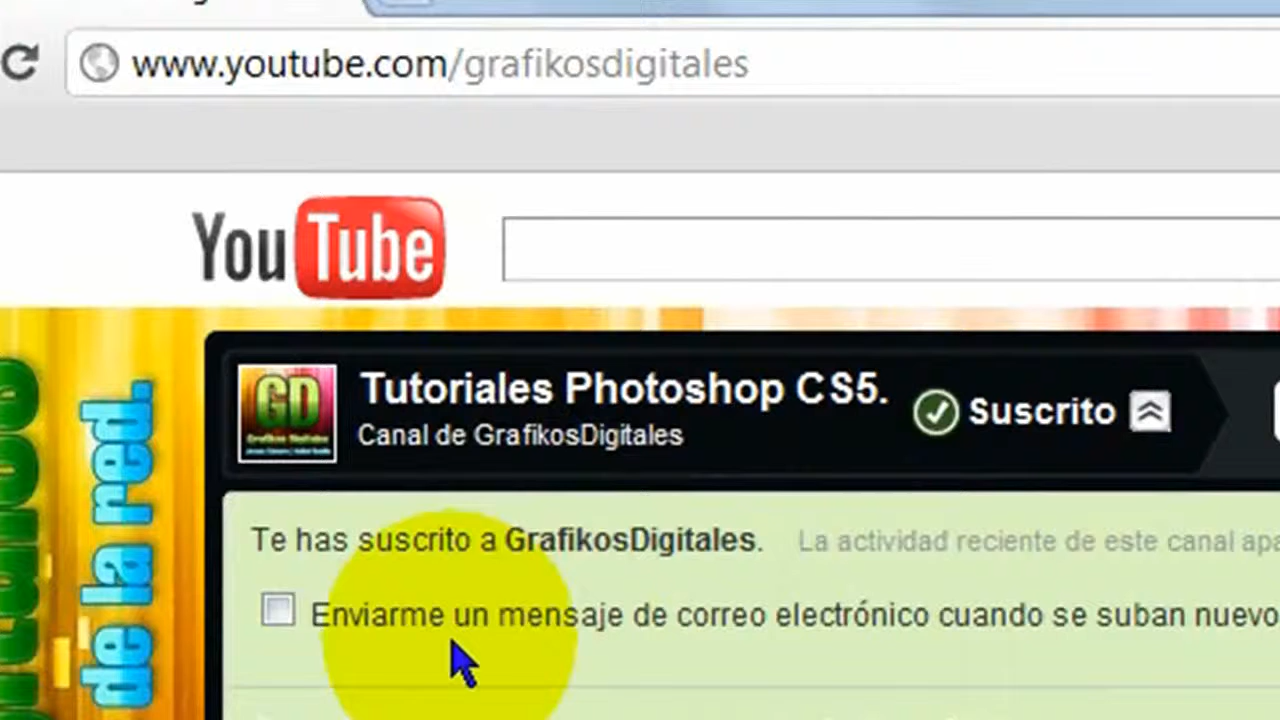 www.youtube.com/grafikosdigitales
YouTube
Tutoriales Photoshop CS5.
Suscrito
Canal de GrafikosDigitales
GD
Te has suscrito a GrafikosDigitales. La actividad reciente de este canal apa
Enviarme un mensaje de correo electrónico cuando se suban nuevo
de la red.